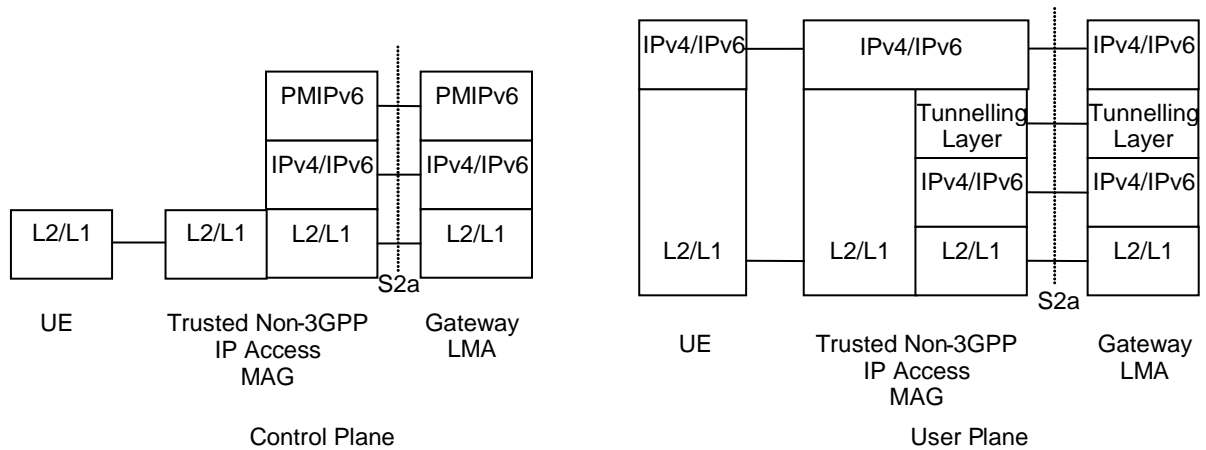 PMIPv6
PMIPv6
IPv4/IPv6
IPv4/IPv6
L2/L1
L2/L1
L2/L1
L2/L1
S2a
UE
Trusted Non-3GPP
IP Access
MAG
Gateway
LMA
Control Plane
IPv4/IPv6
IPv4/IPv6
IPv4/IPv6
Tunnelling
Layer
Tunnelling
Layer
IPv4/IPv6
IPv4/IPv6
L2/L1
L2/L1
L2/L1
L2/L1
S2a
UE
Trusted Non-3GPP
IP Access
MAG
Gateway
LMA
User Plane